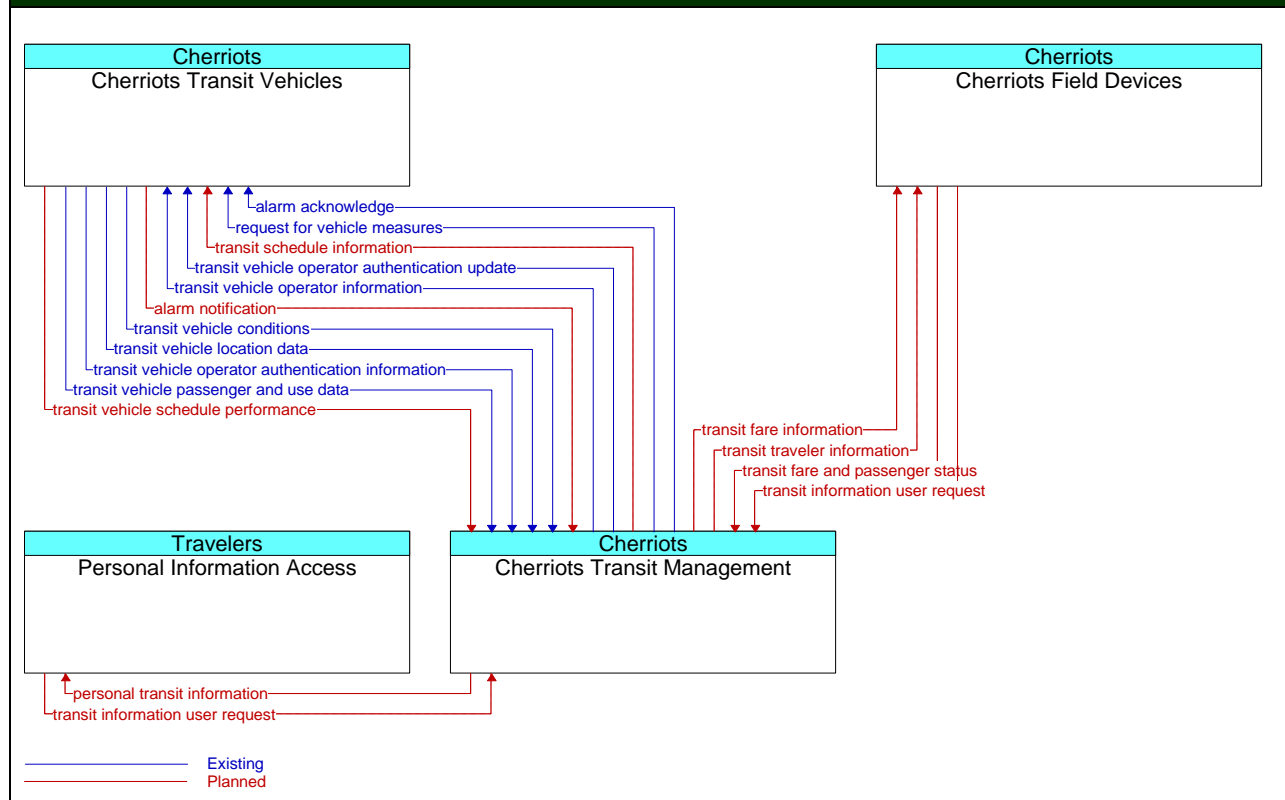 Cherriots
Cherriots Transit Vehicles
Cherriots
Cherriots Field Devices
alarm acknowledge
request for vehicle measures
transit schedule information
transit vehicle operator authentication update
transit vehicle operator information
alarm notification
transit vehicle conditions
transit vehicle location data
transit vehicle operator authentication information
transit vehicle passenger and use data
transit vehicle schedule performance
transit fare information
transit traveler information
transit fare and passenger status
transit information user request
Travelers
Personal Information Access
Cherriots
Cherriots Transit Management
personal transit information
transit information user request
Existing
Planned